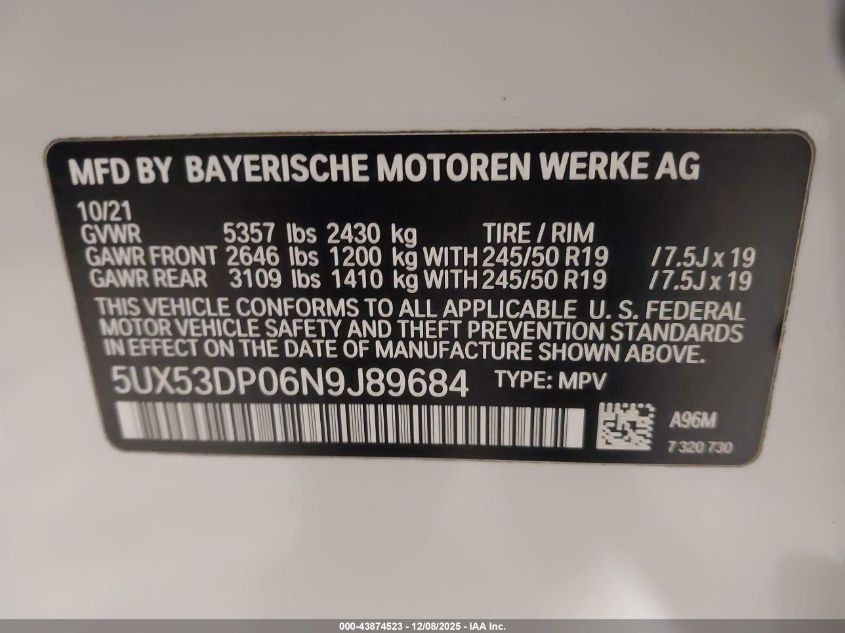 MFD BY BAYERISCHE MOTOREN WERKE AG
10/21
GVWR 5357 lbs 2430 kg TIRE / RIM
GAWR FRONT 2646 lbs 1200 kg WITH 245/50 R19 / 7.5J x 19
GAWR REAR 3109 lbs 1410 kg WITH 245/50 R19 / 7.5J x 19
THIS VEHICLE CONFORMS TO ALL APPLICABLE U. S. FEDERAL
MOTOR VEHICLE SAFETY AND THEFT PREVENTION STANDARDS
IN EFFECT ON THE DATE OF MANUFACTURE SHOWN ABOVE.
5UX53DP06N9J89684 TYPE: MPV
A96M
7 320 730
000-43874523 - 12/08/2025 - IAA Inc.